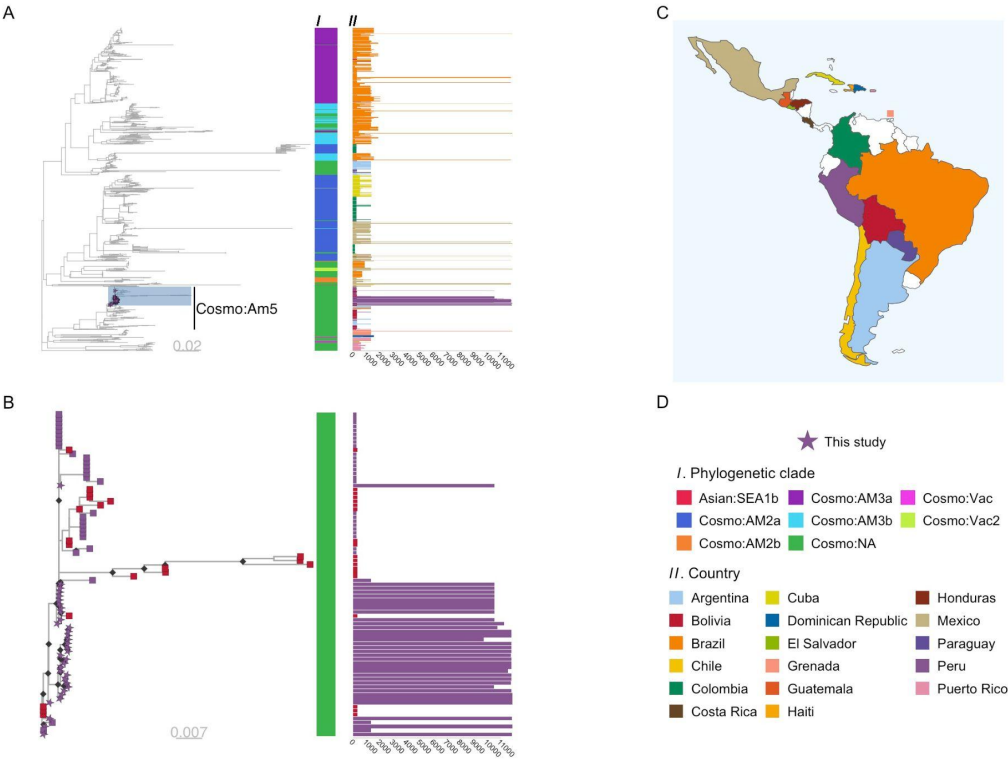 A
I
II
Cosmo:Am5
0.02
0
1000
2000
3000
4000
5000
6000
7000
8000
9000
10000
11000
B
0.007
0
1000
2000
3000
4000
5000
6000
7000
8000
9000
10000
11000
C
D
This study
I. Phylogenetic clade
Asian:SEA1b Cosmo:AM3a Cosmo:Vac
Cosmo:AM2a Cosmo:AM3b Cosmo:Vac2
Cosmo:AM2b Cosmo:NA
II. Country
Argentina Cuba Honduras
Bolivia Dominican Republic Mexico
Brazil El Salvador Paraguay
Chile Grenada Peru
Colombia Guatemala Puerto Rico
Costa Rica Haiti